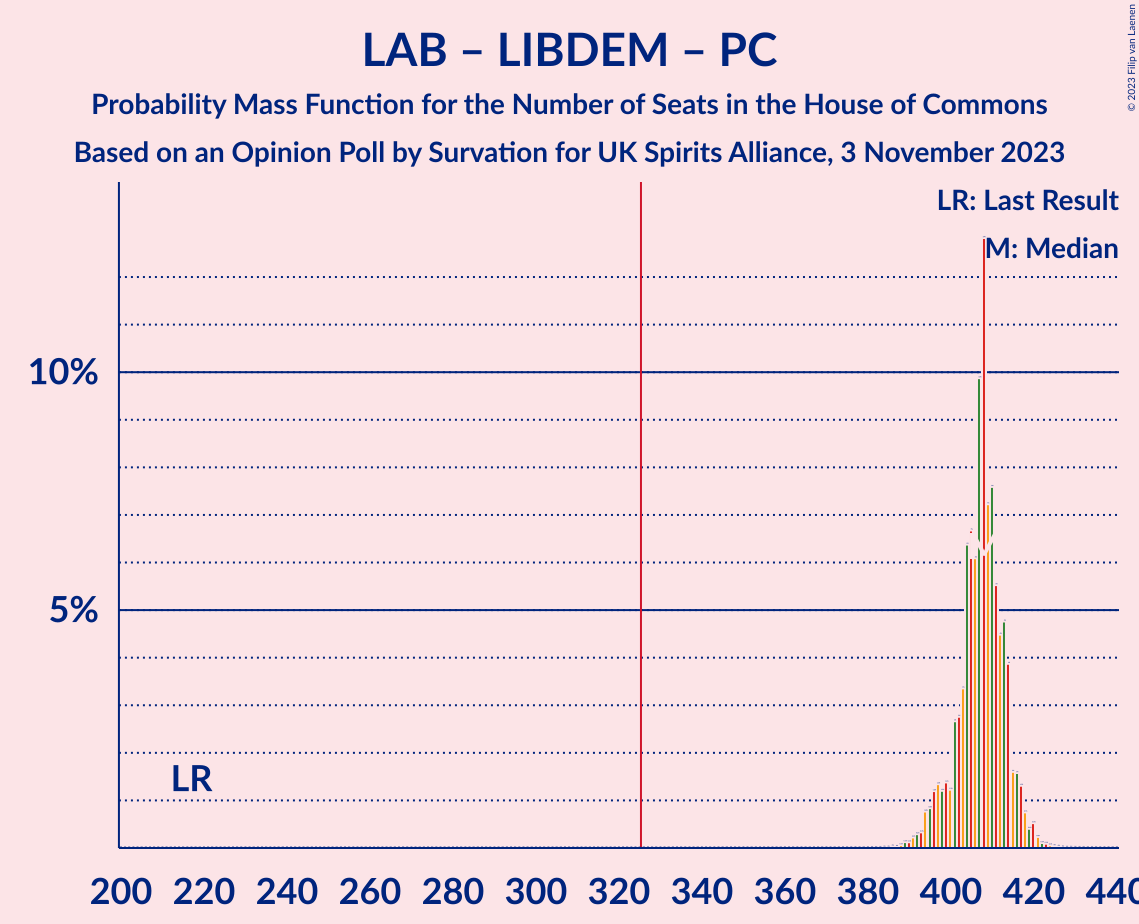 LAB – LIBDEM – PC
Probability Mass Function for the Number of Seats in the House of Commons
Based on an Opinion Poll by Survation for UK Spirits Alliance, 3 November 2023
© 2023 Filip van Laenen
LR: Last Result
M: Median
10%
5%
LR
200 220 240 260 280 300 320 340 360 380 400 420 440